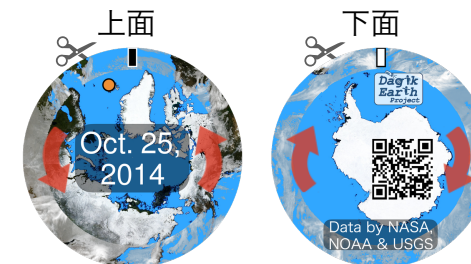 上面
下面
Oct. 25,
2014
Dagik
Earth
Project
Data by NASA,
NOAA & USGS